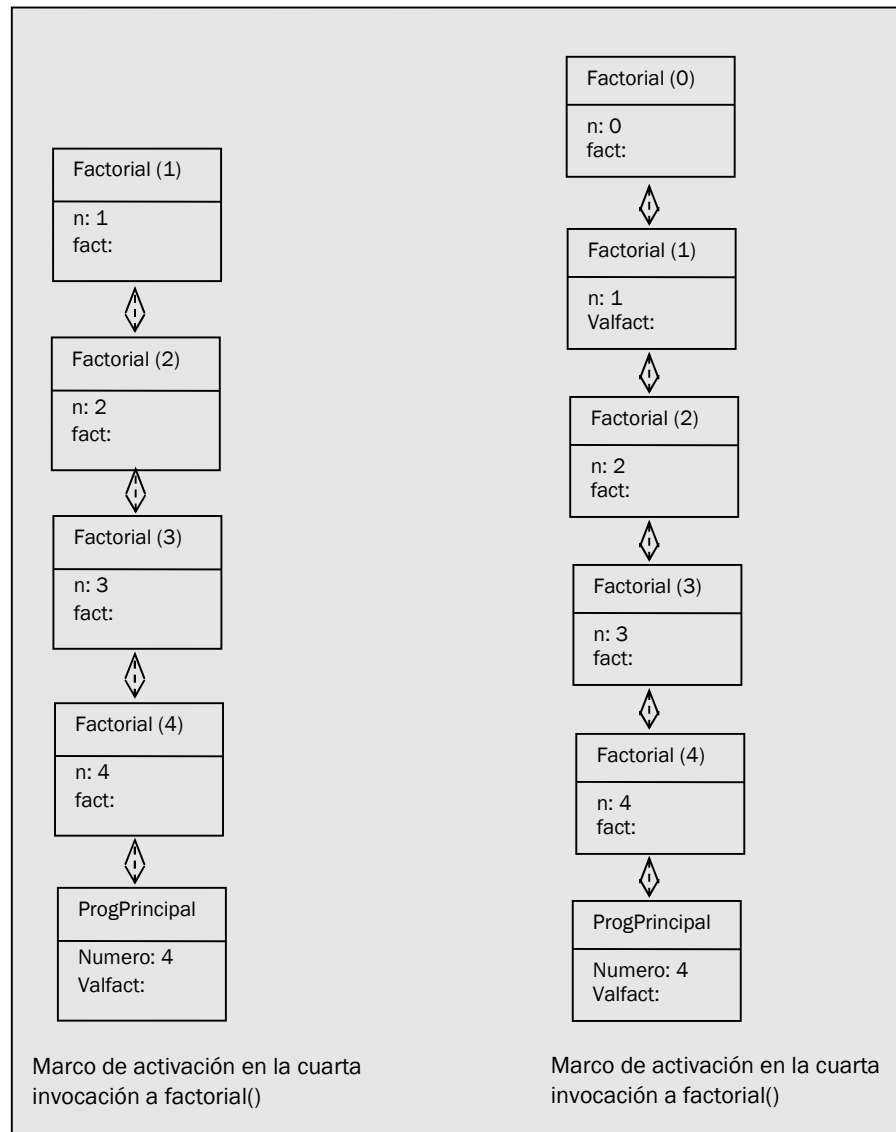 Factorial (1)
n: 1
fact:
Factorial (2)
n: 2
fact:
Factorial (3)
n: 3
fact:
Factorial (4)
n: 4
fact:
ProgPrincipal
Numero: 4
Valfact:
Marco de activación en la cuarta
invocación a factorial()
Factorial (0)
n: 0
fact:
Factorial (1)
n: 1
Valfact:
Factorial (2)
n: 2
fact:
Factorial (3)
n: 3
fact:
Factorial (4)
n: 4
fact:
ProgPrincipal
Numero: 4
Valfact:
Marco de activación en la cuarta
invocación a factorial()